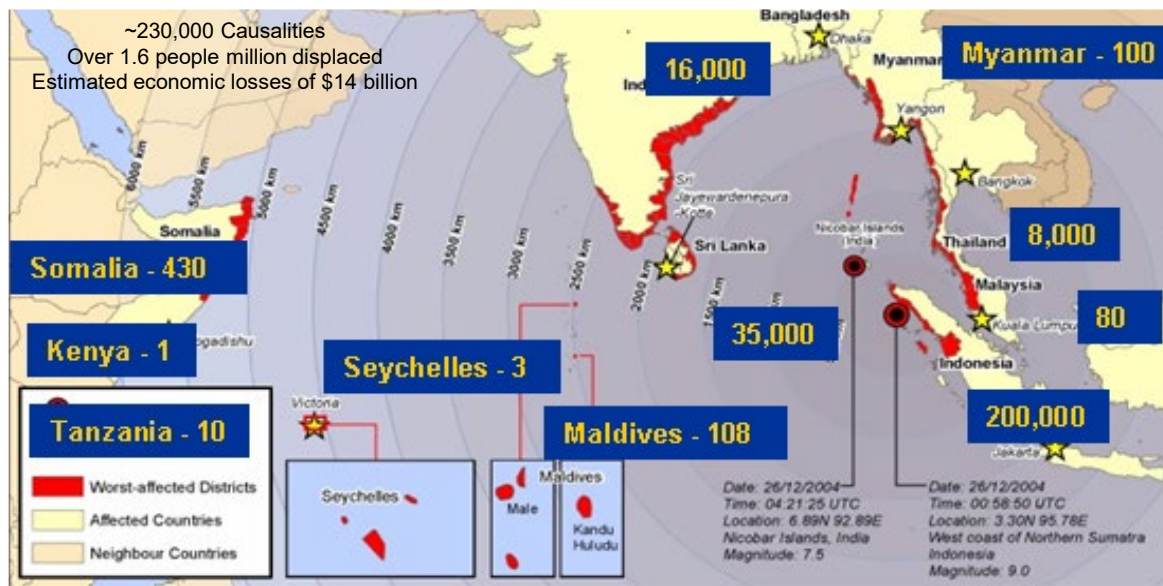 ~230,000 Causalities
Over 1.6 people million displaced
Estimated economic losses of $14 billion
Bangladesh
Dhaka
Myanmar - 100
16,000
Myanmar
Yangon
6000 km
5500 km
5000 km
4500 km
4000 km
3500 km
3000 km
2500 km
2000 km
1500 km
Sri
Jayewardenepura
-Kotte
Bangkok
Somalia
Sri Lanka
Nicobar Islands
(India)
Thailand
8,000
Somalia - 430
Malaysia
35,000
Kuala Lumpu
80
Kenya - 1
Seychelles - 3
Indonesia
Victoria
Tanzania - 10
Maldives - 108
200,000
Jakarta
Worst-affected Districts
Affected Countries
Neighbour Countries
Seychelles
Maldives
Male
Kandu
Huludu
Date: 26/12/2004
Time: 04:21:25 UTC
Location: 6.89N 92.89E
Nicobar Islands, India
Magnitude: 7.5
Date: 26/12/2004
Time: 00:58:50 UTC
Location: 3.30N 95.78E
West coast of Northern Sumatra
Indonesia
Magnitude: 9.0